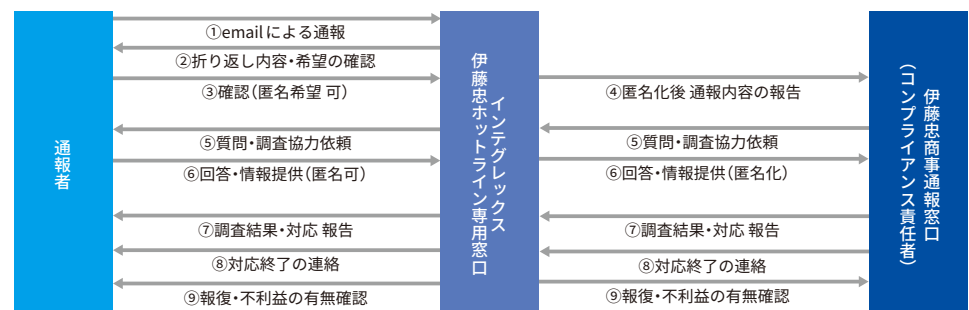 通報者
①emailによる通報
②折り返し内容・希望の確認
③確認（匿名希望 可）
⑤質問・調査協力依頼
⑥回答・情報提供（匿名可）
⑦調査結果・対応 報告
⑧対応終了の連絡
⑨報復・不利益の有無確認
インテグレックス
伊藤忠ホットライン専用窓口
④匿名化後 通報内容の報告
⑤質問・調査協力依頼
⑥回答・情報提供（匿名化）
⑦調査結果・対応 報告
⑧対応終了の連絡
⑨報復・不利益の有無確認
伊藤忠商事通報窓口
（コンプライアンス責任者）